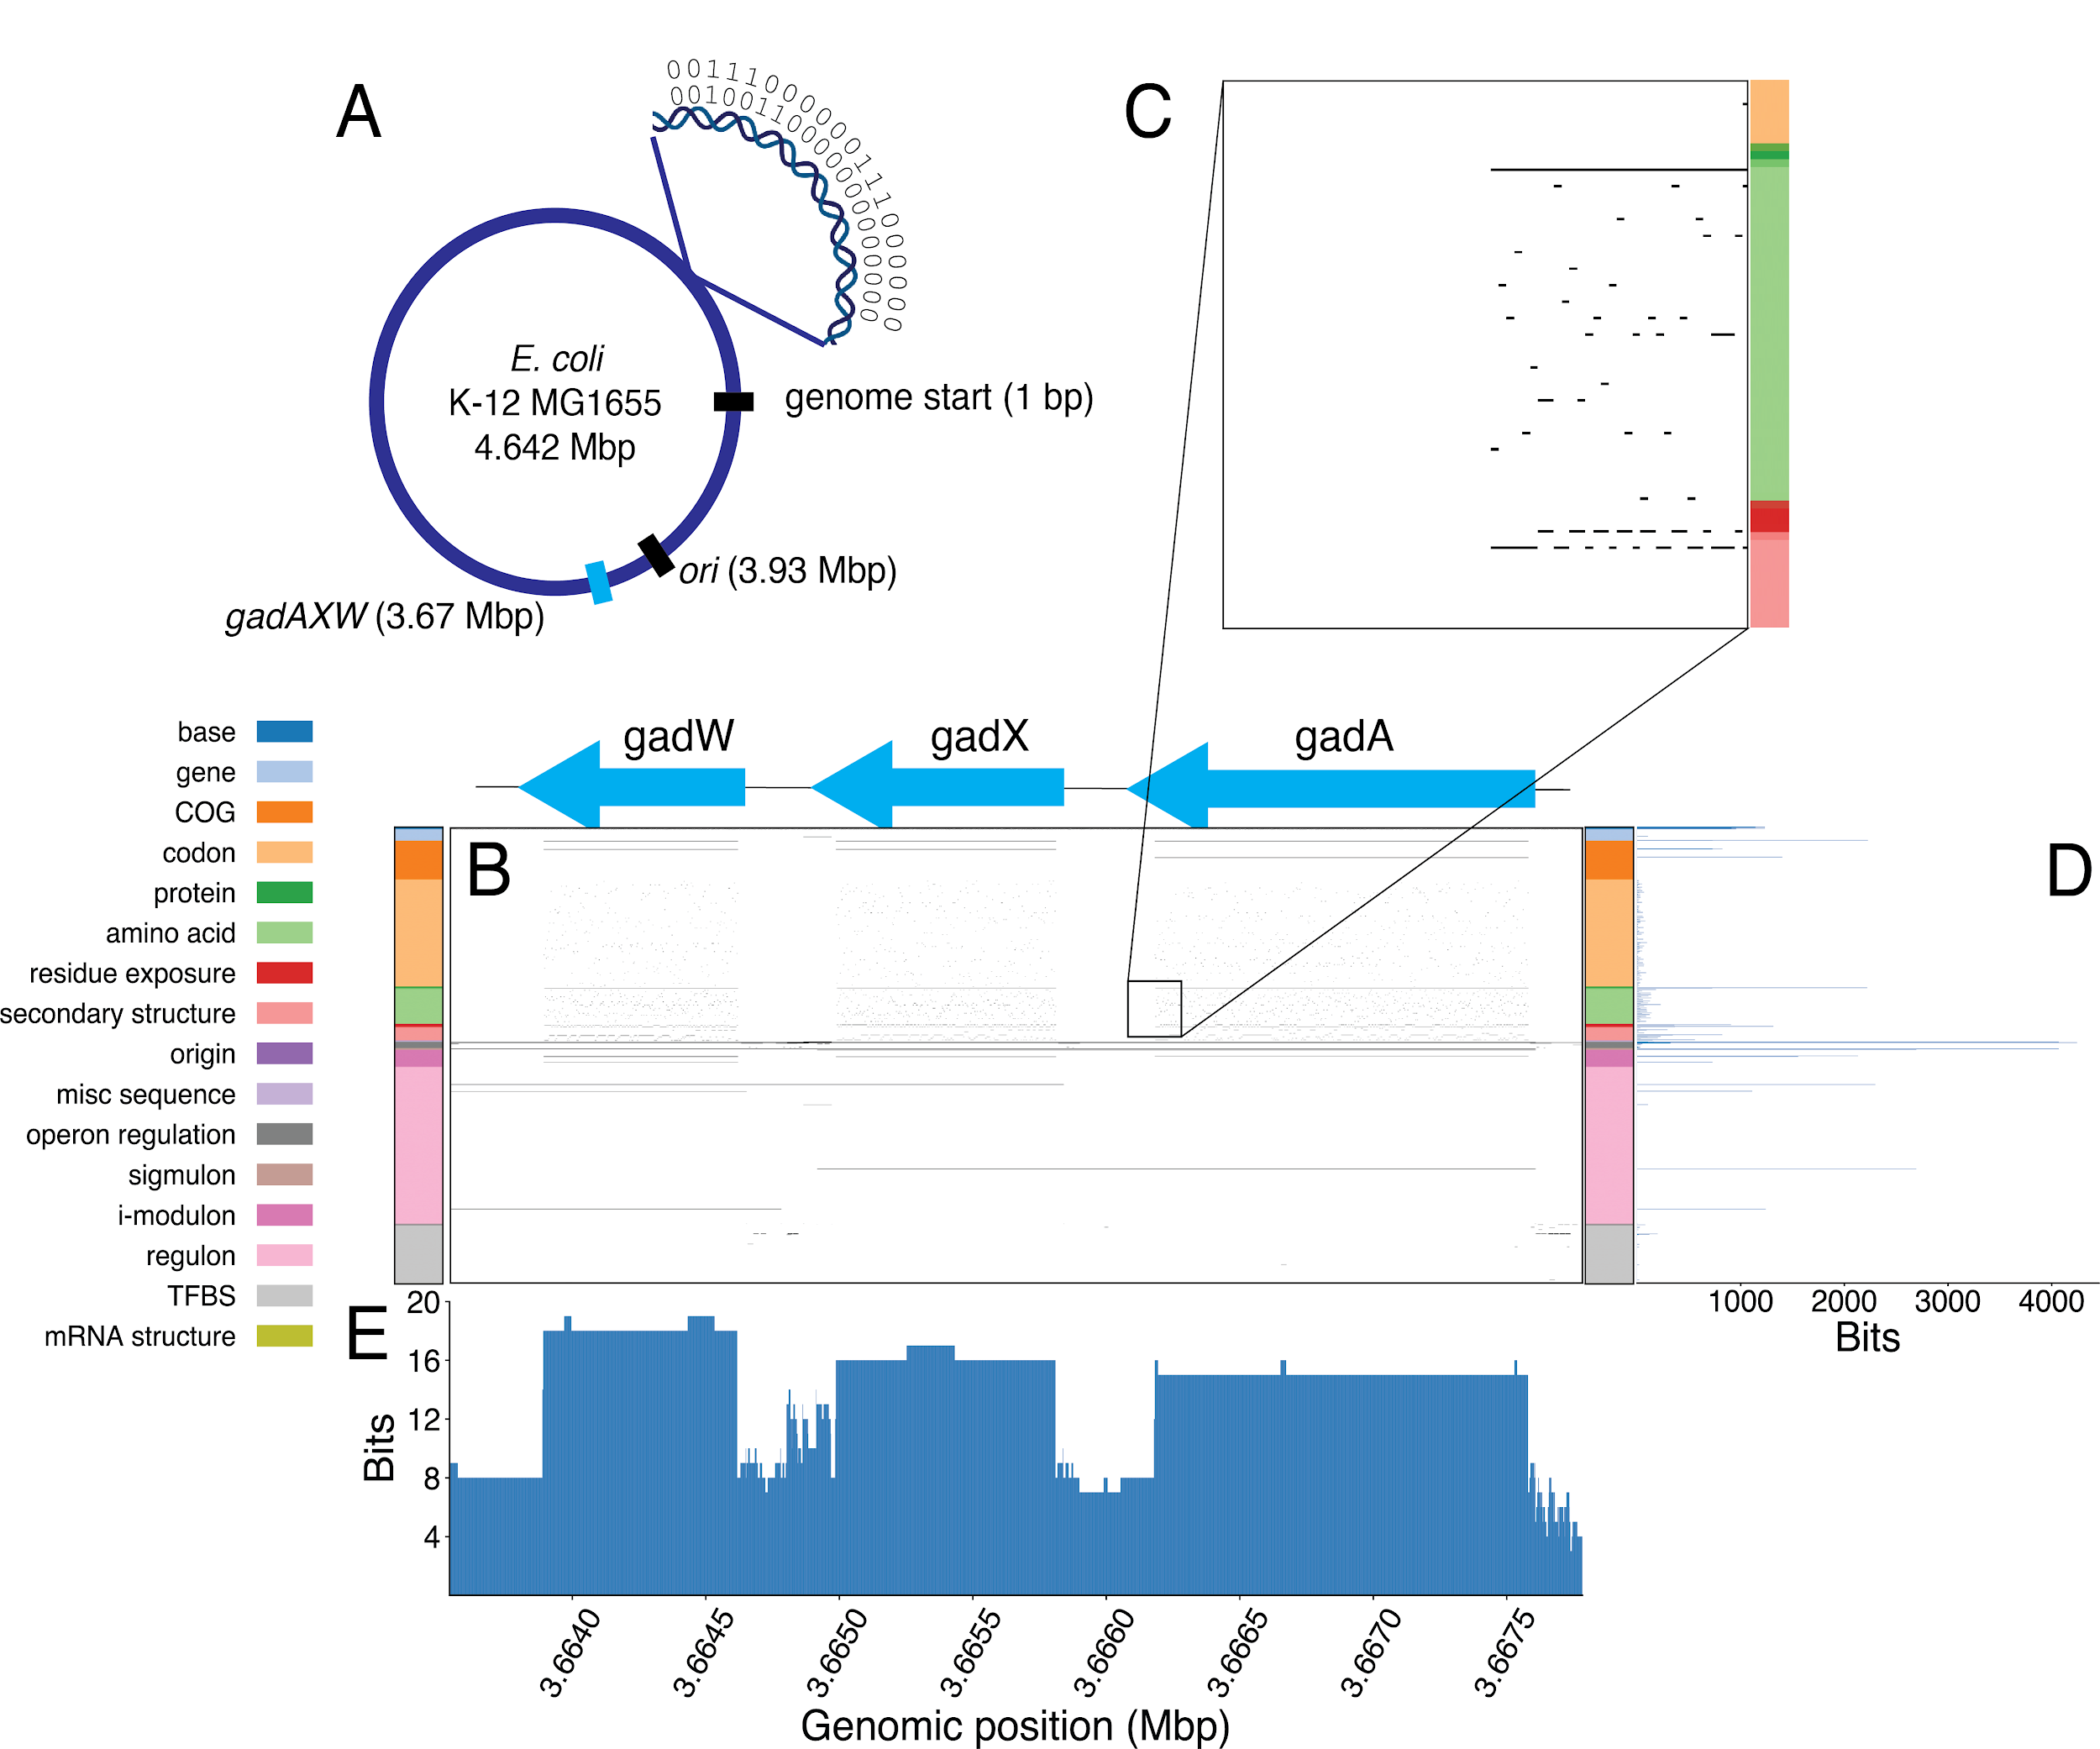 A
0011100000011100000
00100110000000000000
E. coli
K-12 MG1655
4.642 Mbp
genome start (1 bp)
ori (3.93 Mbp)
gadAXW (3.67 Mbp)
C
gadW
gadX
gadA
base
gene
COG
codon
protein
amino acid
residue exposure
secondary structure
origin
misc sequence
operon regulation
sigmulon
i-modulon
regulon
TFBS
mRNA structure
B
D
1000 2000 3000 4000
Bits
E
20
16
12
8
4
Bits
3.6640 3.6645 3.6650 3.6655 3.6660 3.6665 3.6670 3.6675
Genomic position (Mbp)